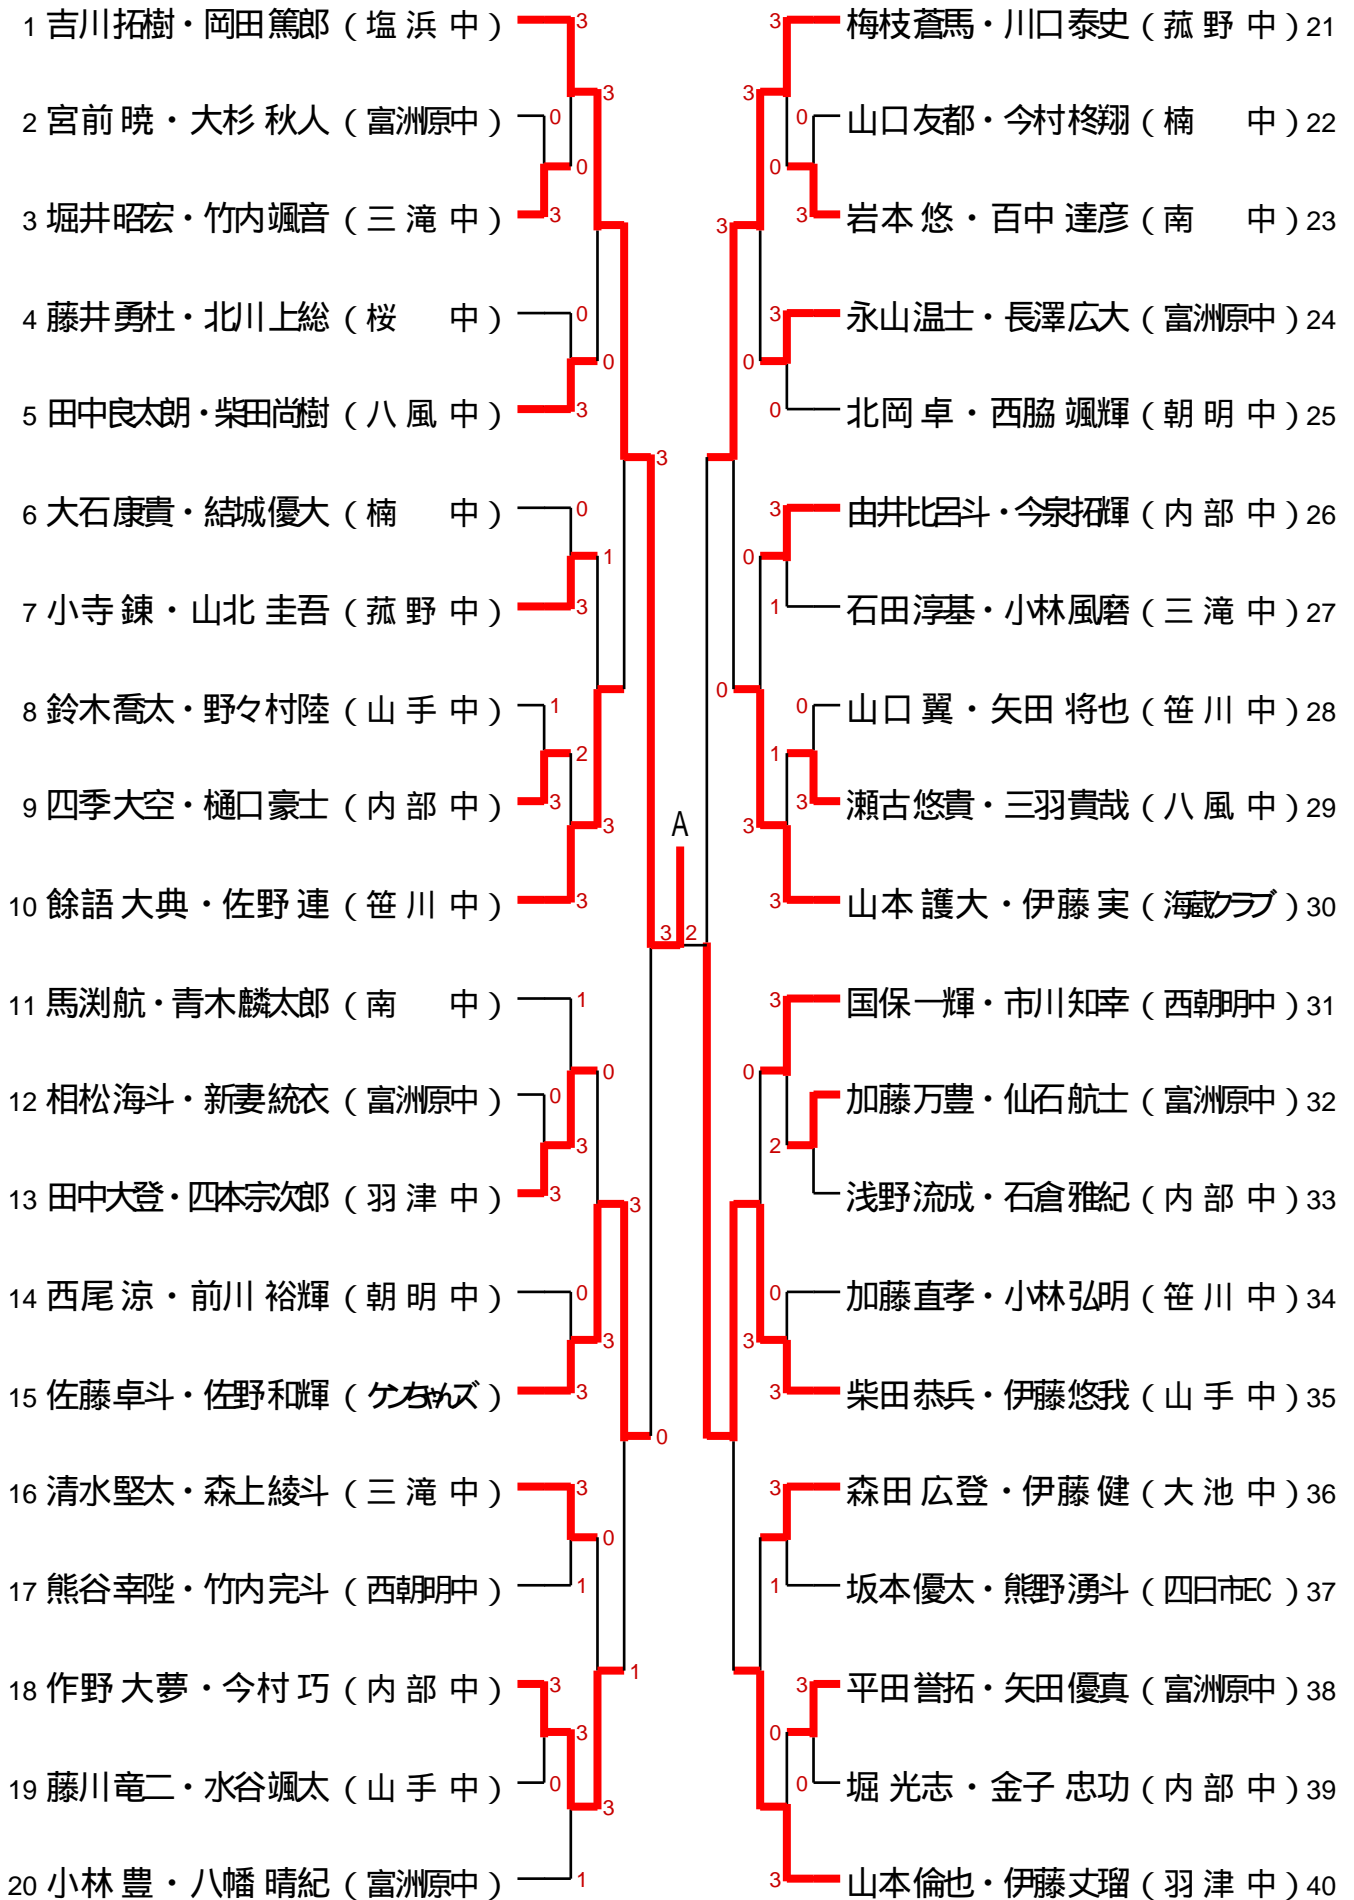 1 吉川拓樹・岡田篤郎 ( 塩 浜 中 ) 3
3 梅枝蒼馬・川口泰史 ( 菰 野 中 ) 21
3
3
2 宮前 暁 ・ 大杉 秋人 ( 富洲原中 ) 0
0 山口友都・今村柊翔 ( 楠 中 ) 22
0
0
3 堀井昭宏・竹内颯音 ( 三 滝 中 ) 3
3 岩本 悠 ・ 百中 達彦 ( 南 中 ) 23
3
4 藤井勇杜・北川上総 ( 桜 中 ) 0
3 永山温士・長澤広大 ( 富洲原中 ) 24
0
0
5 田中良太朗・柴田尚樹 ( 八 風 中 ) 3
0 北岡 卓 ・ 西脇 颯輝 ( 朝 明 中 ) 25
3
6 大石康貴・結城優大 ( 楠 中 ) 0
3 由井比呂斗・今泉拓輝 ( 内 部 中 ) 26
1
0
7 小寺 錬 ・ 山北 圭吾 ( 菰 野 中 ) 3
1 石田淳基・小林風磨 ( 三 滝 中 ) 27
0
8 鈴木喬太・野々村陸 ( 山 手 中 ) 1
0 山口 翼 ・ 矢田 将也 ( 笹 川 中 ) 28
2
1
9 四季大空・樋口豪士 ( 内 部 中 ) 3
3 瀬古悠貴・三羽貴哉 ( 八 風 中 ) 29
3
A
3
10 餘語 大典 ・ 佐野 連 ( 笹 川 中 ) 3
3 山本 護大 ・ 伊藤 実 ( 海蔵クラブ ) 30
3 2
11 馬渕航・青木麟太郎 ( 南 中 ) 1
3 国保一輝・市川知幸 ( 西朝明中 ) 31
0
0
12 相松海斗・新妻統衣 ( 富洲原中 ) 0
加藤万豊・仙石航士 ( 富洲原中 ) 32
3
2
13 田中大登・四本宗次郎 ( 羽 津 中 ) 3
浅野流成・石倉雅紀 ( 内 部 中 ) 33
3
14 西尾 涼 ・ 前川 裕輝 ( 朝 明 中 ) 0
0 加藤直孝・小林弘明 ( 笹 川 中 ) 34
3
3
15 佐藤卓斗・佐野和輝 ( ケンちゃんズ ) 3
3 柴田恭兵・伊藤悠我 ( 山 手 中 ) 35
0
16 清水堅太・森上綾斗 ( 三 滝 中 ) 3
3 森田 広登 ・ 伊藤 健 ( 大 池 中 ) 36
0
17 熊谷幸陛・竹内完斗 ( 西朝明中 ) 1
1 坂本優太・熊野湧斗 ( 四日市EC ) 37
1
18 作野 大夢 ・ 今村 巧 ( 内 部 中 ) 3
3 平田誉拓・矢田優真 ( 富洲原中 ) 38
3
0
19 藤川竜二・水谷颯太 ( 山 手 中 ) 0
0 堀 光志 ・ 金子 忠功 ( 内 部 中 ) 39
3
20 小林 豊 ・ 八幡 晴紀 ( 富洲原中 ) 1
3 山本倫也・伊藤丈瑠 ( 羽 津 中 ) 40